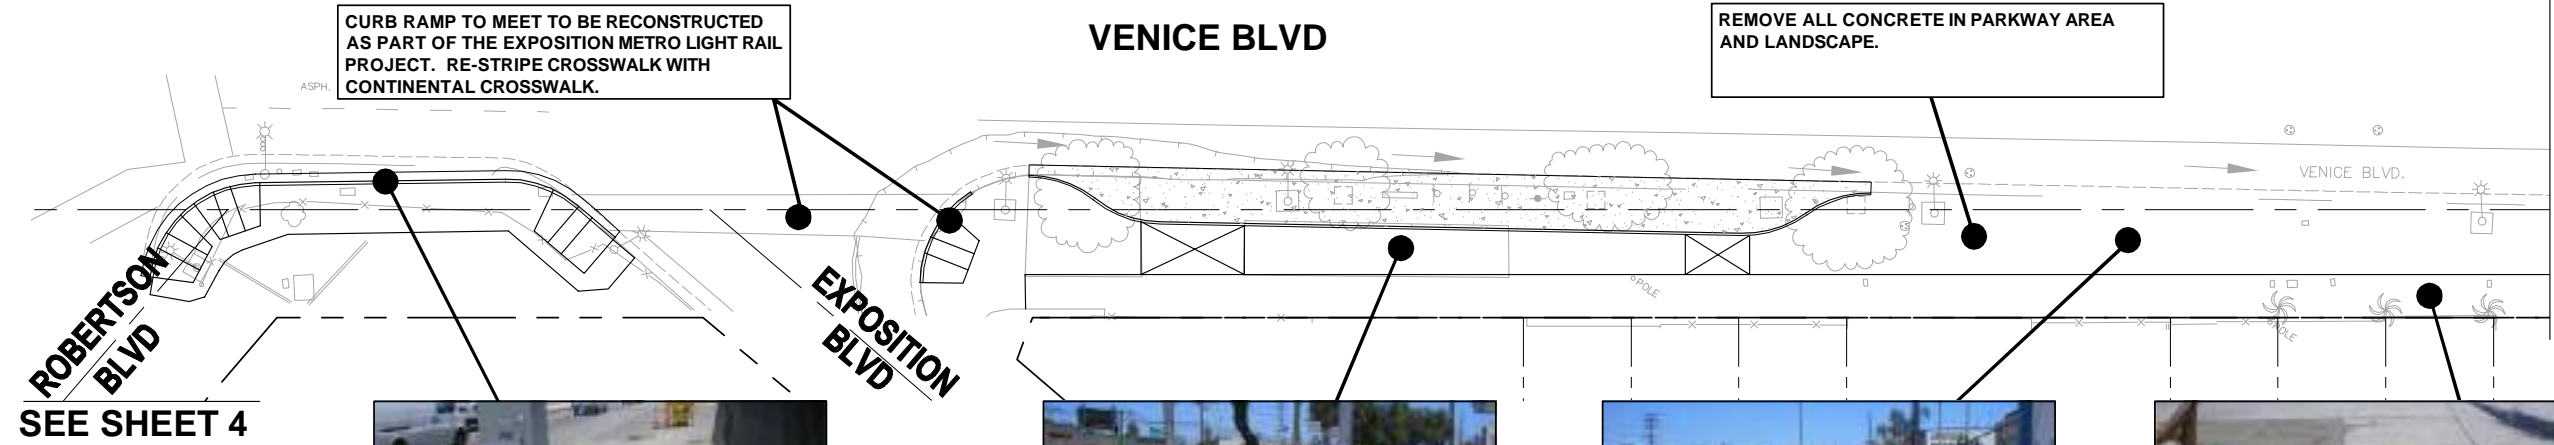 CURB RAMP TO MEET TO BE RECONSTRUCTED
AS PART OF THE EXPOSITION METRO LIGHT RAIL
PROJECT.  RE-STRIPE CROSSWALK WITH
CONTINENTAL CROSSWALK.
VENICE BLVD
REMOVE ALL CONCRETE IN PARKWAY AREA
AND LANDSCAPE.
ASPH.
VENICE BLVD.
POLE
POLE
ROBERTSON
BLVD
EXPOSITION
BLVD
SEE SHEET 4